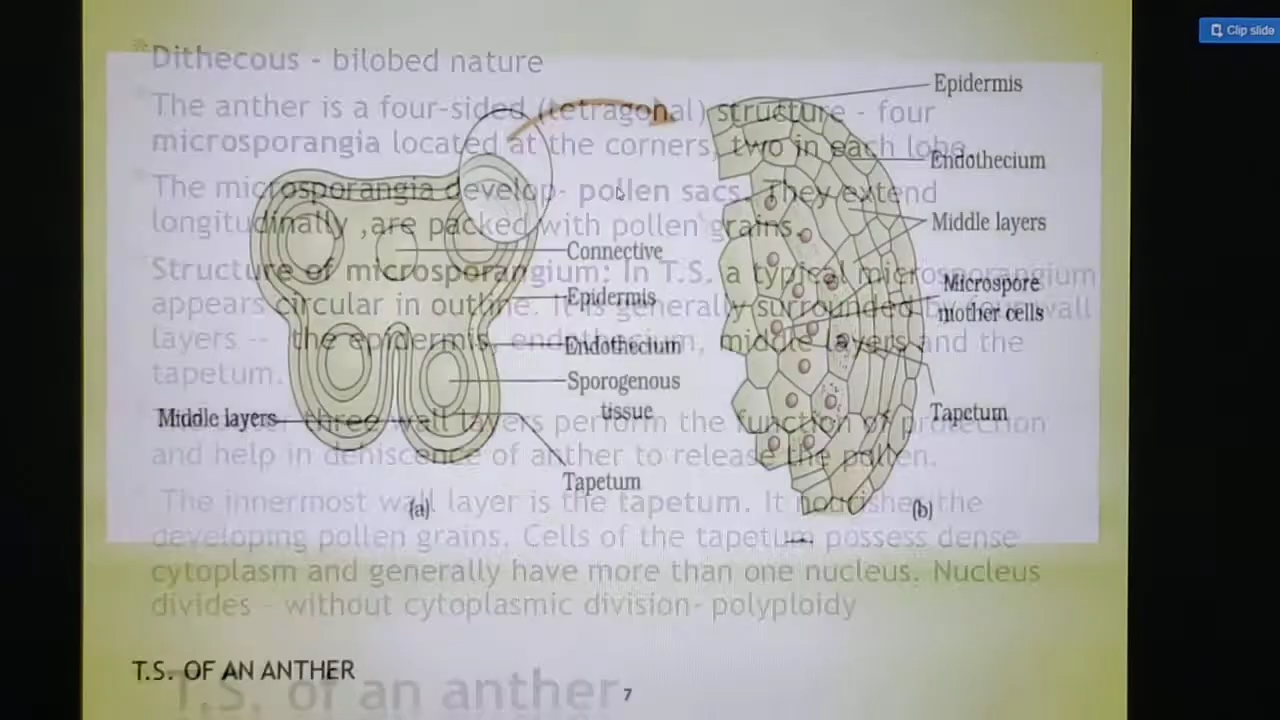 Clip slide
Dithecous - bilobed nature
The anther is a four-sided (tetragonal) structure - four
microsporangia located at the corners, two in each lobe
The microsporangia develop- pollen sacs. They extend
longitudinally ,are packed with pollen grains.
Structure of microsporangium: In T.S. a typical microsporangium
appears circular in outline. It is generally surrounded by four wall
layers -- the epidermis, endothecium, middle layers and the
tapetum.
three wall layers perform the function of protection
and help in dehiscence of anther to release the pollen.
The innermost wall layer is the tapetum. It nourishes the
developing pollen grains. Cells of the tapetum possess dense
cytoplasm and generally have more than one nucleus. Nucleus
divides - without cytoplasmic division- polyploidy
Connective
Epidermis
Endothecium
Sporogenous
tissue
Middle layers
Tapetum
(a)
Epidermis
Endothecium
Middle layers
Microspore
mother cells
Tapetum
(b)
T.S. OF AN ANTHER
T.S. of an anther
7